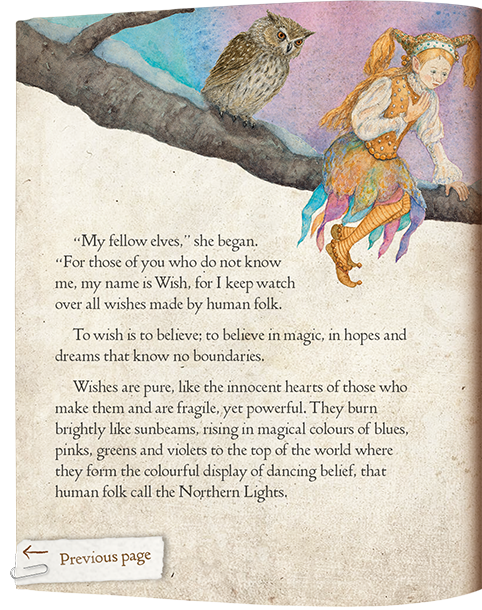 “My fellow elves,” she began.
“For those of you who do not know
me, my name is Wish, for I keep watch
over all wishes made by human folk.
To wish is to believe; to believe in magic, in hopes and
dreams that know no boundaries.
Wishes are pure, like the innocent hearts of those who
make them and are fragile, yet powerful. They burn
brightly like sunbeams, rising in magical colours of blues,
pinks, greens and violets to the top of the world where
they form the colourful display of dancing belief, that
human folk call the Northern Lights.
Previous page